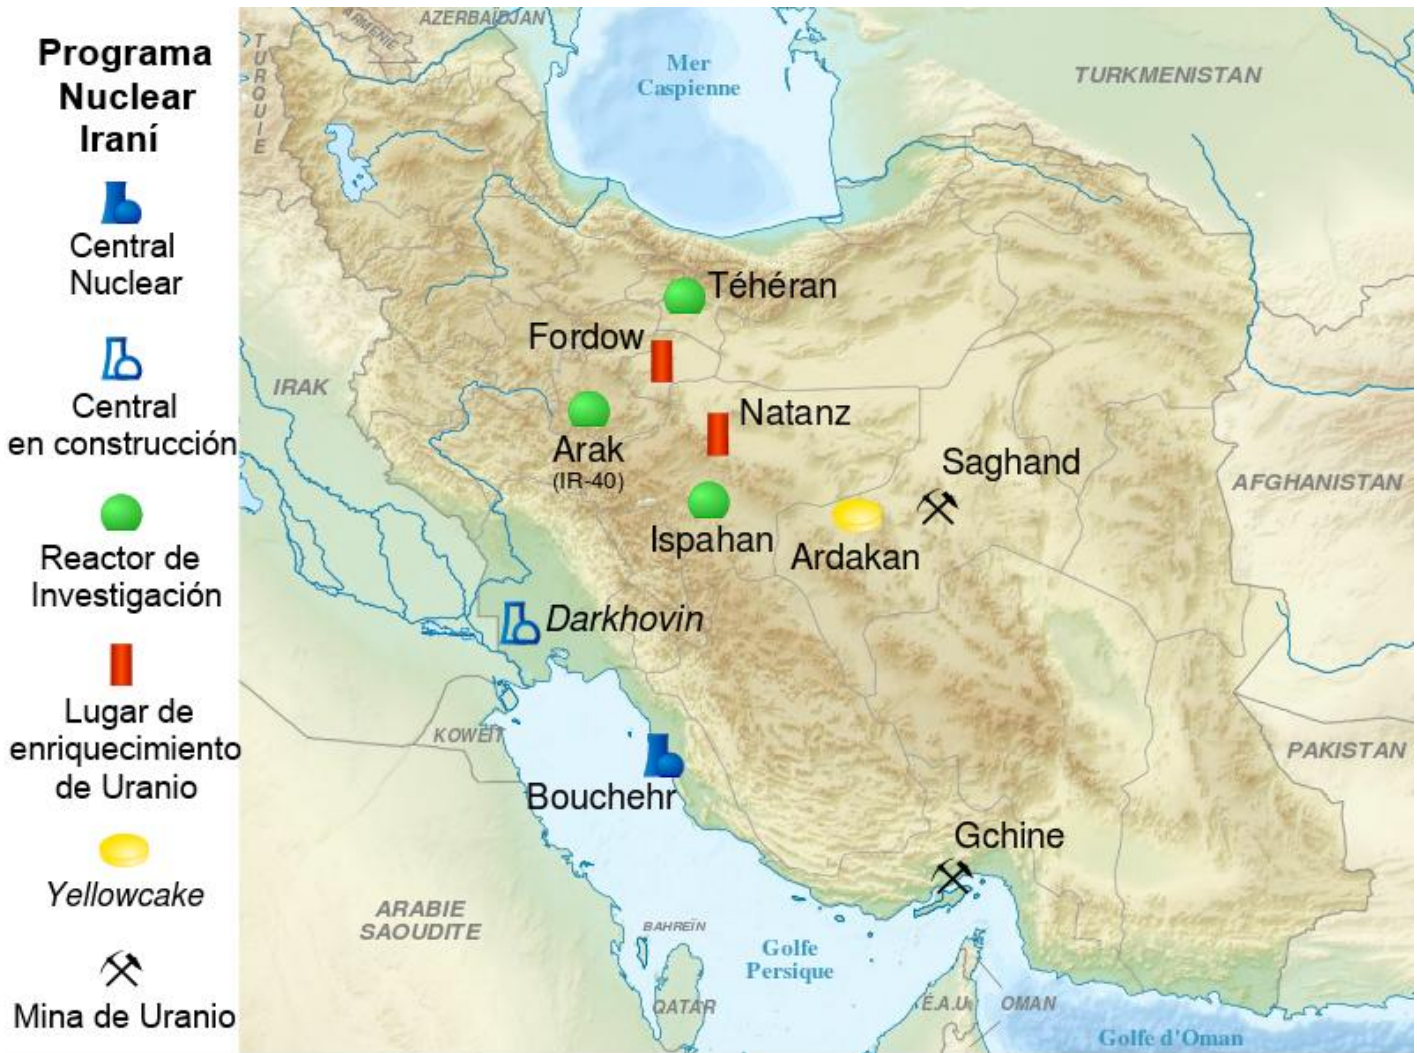 Programa
Nuclear
Iraní
Central
Nuclear
Central
en construcción
Reactor de
Investigación
Lugar de
enriquecimiento
de Uranio
Yellowcake
Mina de Uranio
ARMENIE
AZERBAÏDJAN
TURQUIE
Mer
Caspienne
TURKMENISTAN
Téhéran
Fordow
IRAK
Natanz
Arak
(IR-40)
Saghand
AFGHANISTAN
Ispahan
Ardakan
Darkhovin
KOWEÏT
PAKISTAN
Bouchehr
Gchine
ARABIE
SAOUDITE
BAHREÏN
Golfe
Persique
QATAR
É.A.U.
OMAN
Golfe d'Oman